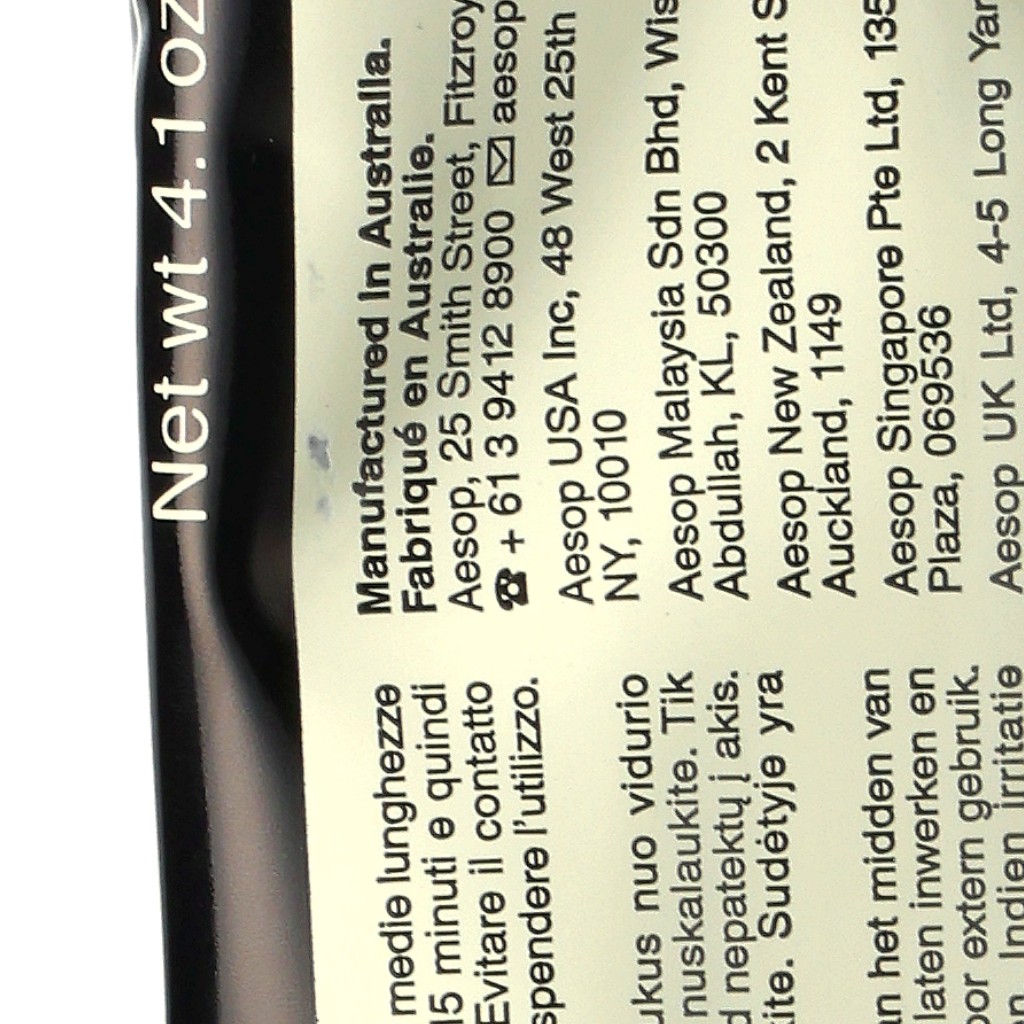 Net wt 4.1 oz
medie lunghezze
15 minuti e quindi
Evitare il contatto
spendere l'utilizzo.
ukus nuo vidurio
nuskalaukite. Tik
d nepatektų į akis.
kite. Sudėtyje yra
an het midden van
laten inwerken en
oor extern gebruik.
n. Indien irritatie
Manufactured In Australia.
Fabriqué en Australie.
Aesop, 25 Smith Street, Fitzroy
☎ + 61 3 9412 8900 ✉ aesop
Aesop USA Inc, 48 West 25th
NY, 10010
Aesop Malaysia Sdn Bhd, Wis
Abdullah, KL, 50300
Aesop New Zealand, 2 Kent S
Auckland, 1149
Aesop Singapore Pte Ltd, 135
Plaza, 069536
Aesop UK Ltd, 4-5 Long Yar